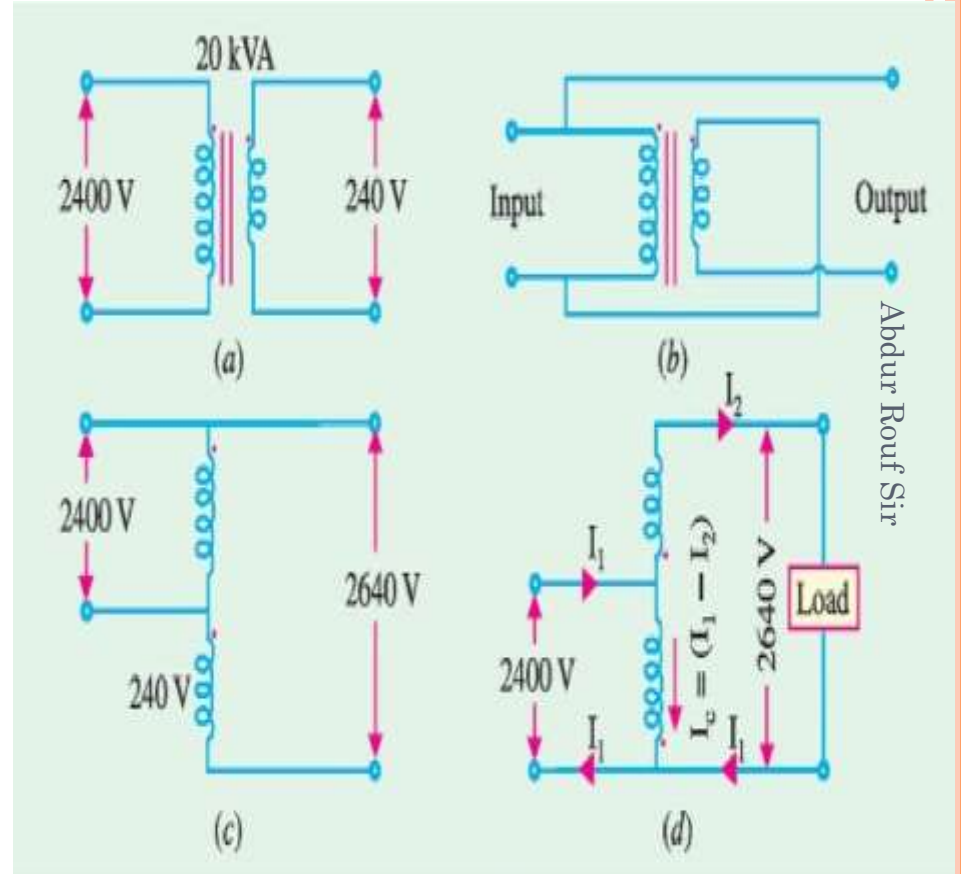 20 kVA
2400 V
240 V
(a)
Input
Output
(b)
2400 V
240 V
2640 V
(c)
I₂
I₁
2400 V
I₁
I_c = (I₁ – I₂)
I₁
2640 V
Load
(d)
Abdur Rouf Sir